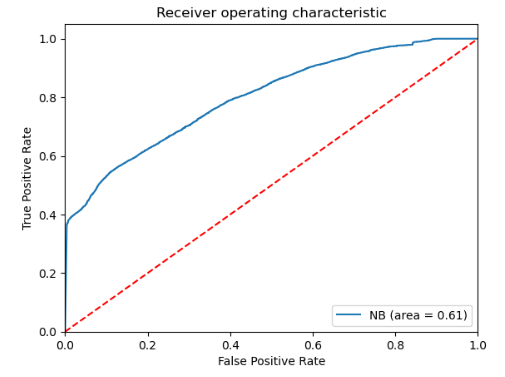 Receiver operating characteristic
1.0
0.8
0.6
0.4
0.2
0.0
True Positive Rate
NB (area = 0.61)
0.0 0.2 0.4 0.6 0.8 1.0
False Positive Rate